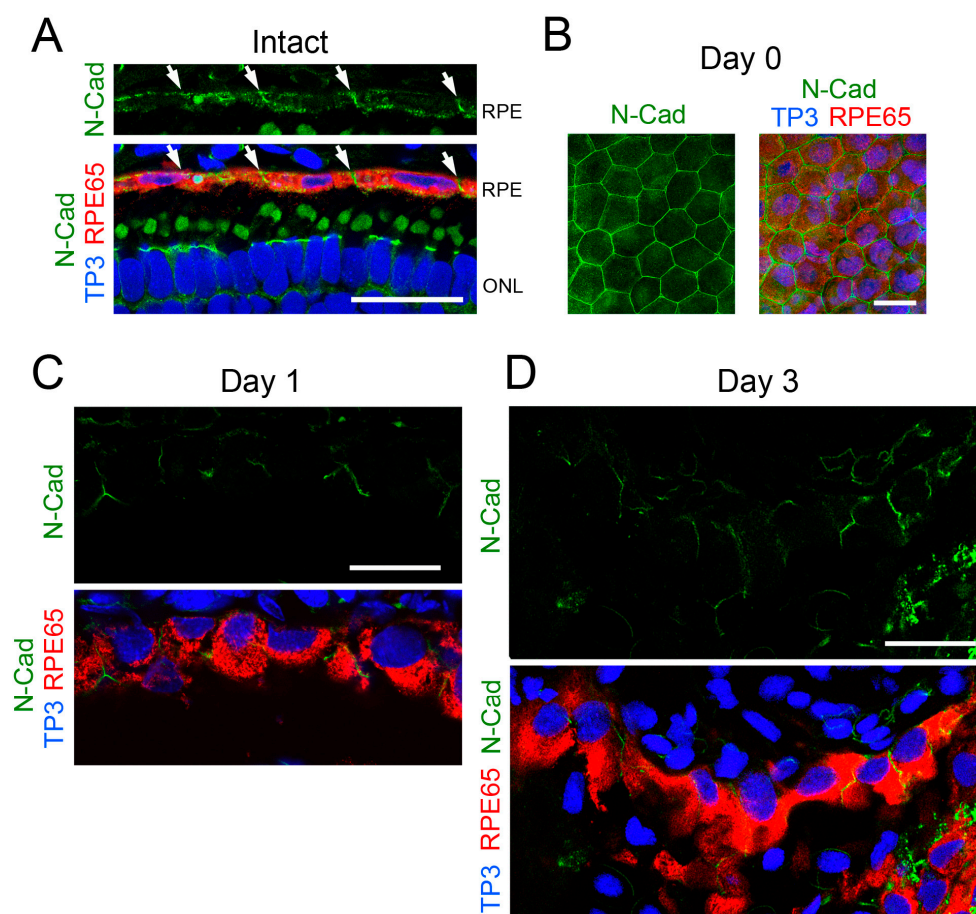 A
Intact
N-Cad
RPE
N-Cad
TP3 RPE65
RPE
ONL
B
Day 0
N-Cad
N-Cad
TP3 RPE65
C
Day 1
N-Cad
N-Cad
TP3 RPE65
D
Day 3
N-Cad
TP3 RPE65 N-Cad